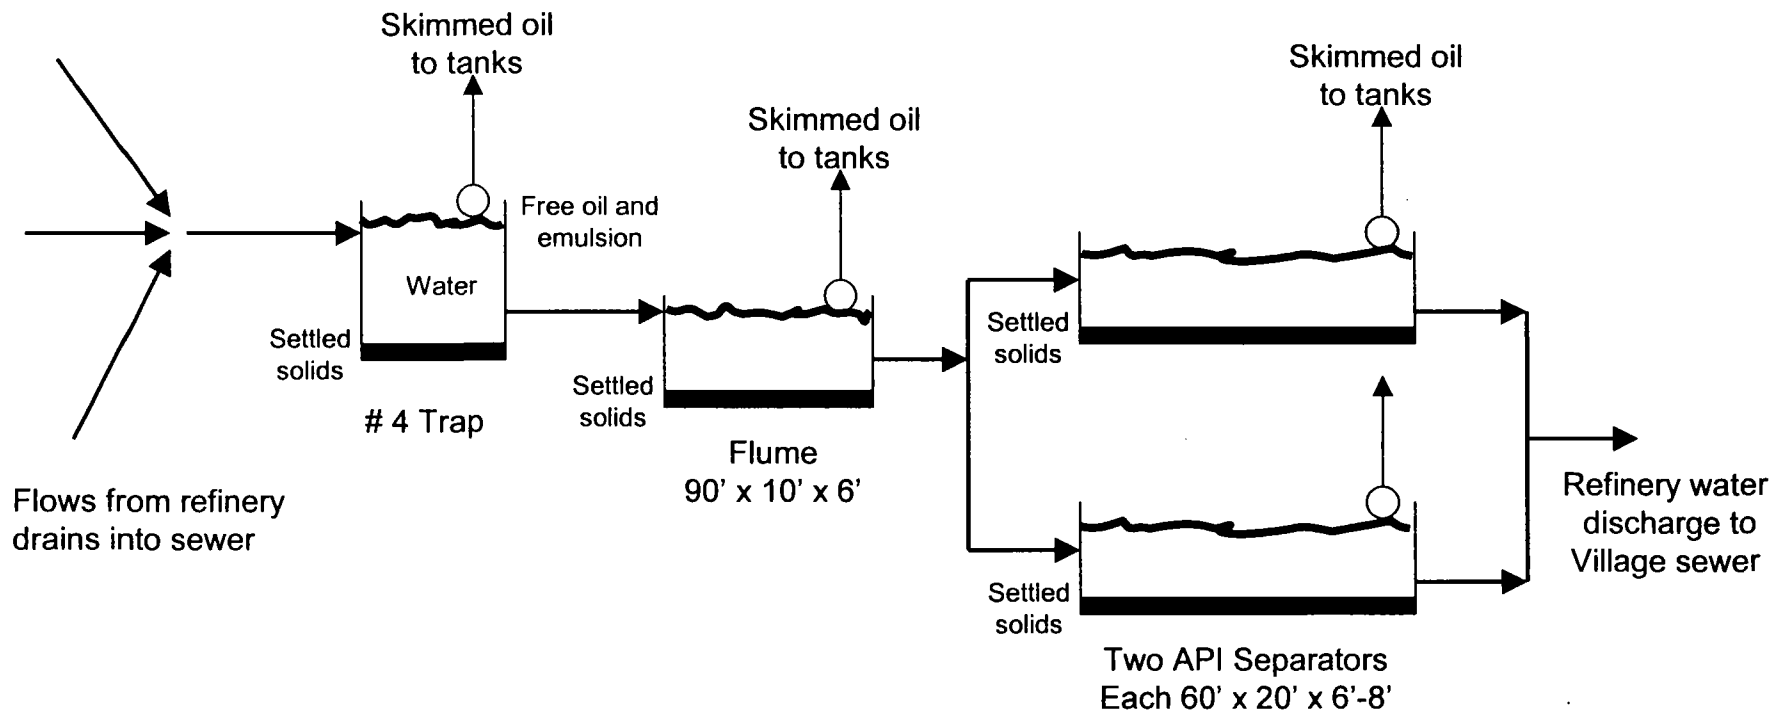 Skimmed oil
to tanks
Skimmed oil
to tanks
Skimmed oil
to tanks
Free oil and
emulsion
Water
Settled
solids
# 4 Trap
Settled
solids
Flume
90' x 10' x 6'
Settled
solids
Settled
solids
Two API Separators
Each 60' x 20' x 6'-8'
Flows from refinery
drains into sewer
Refinery water
discharge to
Village sewer